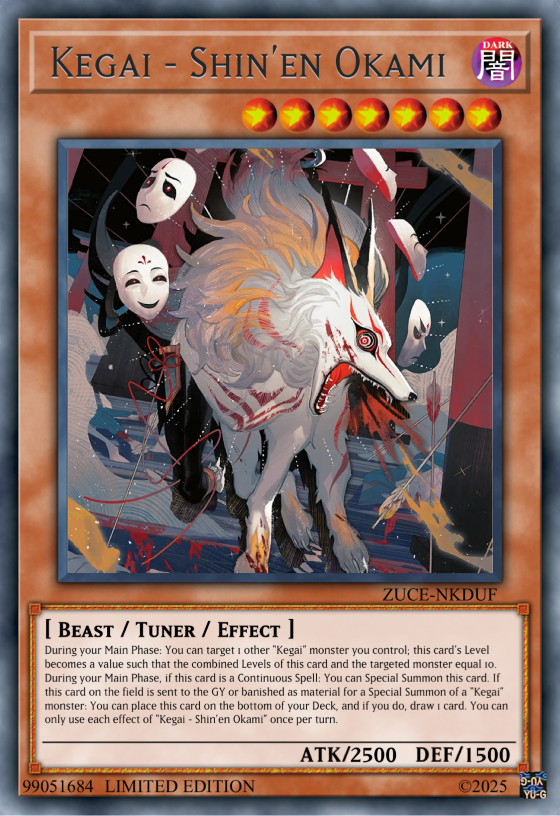 Kegai - Shin'en Okami
DARK
闇
ZUCE-NKDUF
[ Beast / Tuner / Effect ]
During your Main Phase: You can target 1 other "Kegai" monster you control; this card's Level
becomes a value such that the combined Levels of this card and the targeted monster equal 10.
During your Main Phase, if this card is a Continuous Spell: You can Special Summon this card. If
this card on the field is sent to the GY or banished as material for a Special Summon of a "Kegai"
monster: You can place this card on the bottom of your Deck, and if you do, draw 1 card. You can
only use each effect of "Kegai - Shin'en Okami" once per turn.
ATK/2500 DEF/1500
99051684 LIMITED EDITION
©2025